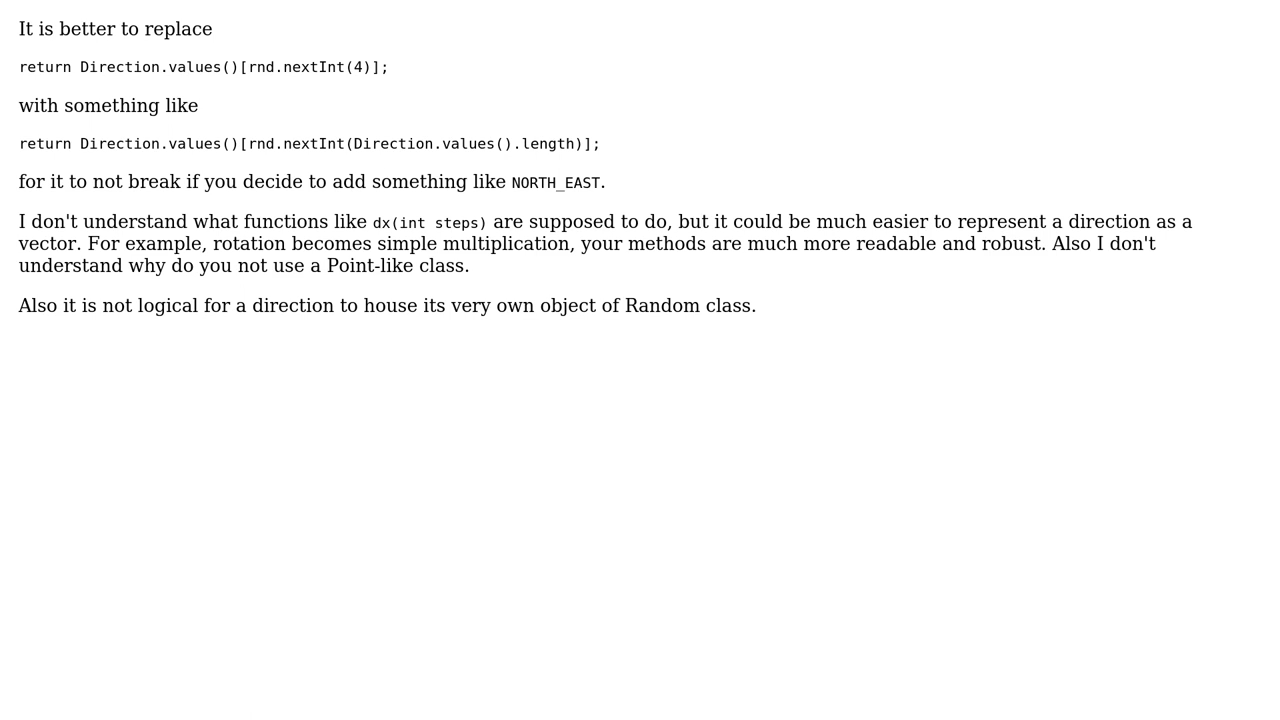 It is better to replace
return Direction.values()[rnd.nextInt(4)];
with something like
return Direction.values()[rnd.nextInt(Direction.values().length)];
for it to not break if you decide to add something like NORTH_EAST.
I don't understand what functions like dx(int steps) are supposed to do, but it could be much easier to represent a direction as a
vector. For example, rotation becomes simple multiplication, your methods are much more readable and robust. Also I don't
understand why do you not use a Point-like class.
Also it is not logical for a direction to house its very own object of Random class.